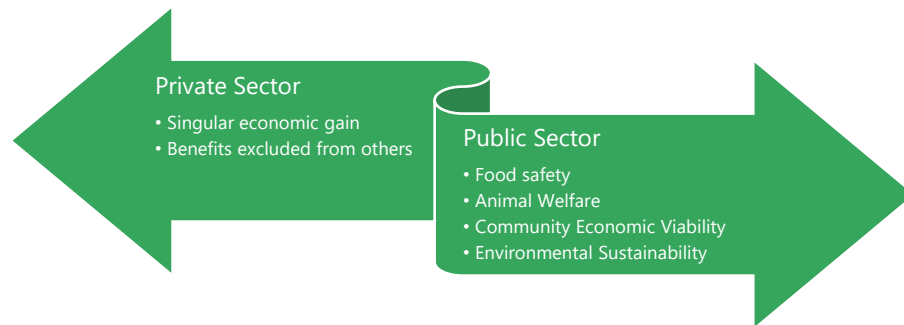 Private Sector
• Singular economic gain
• Benefits excluded from others
Public Sector
• Food safety
• Animal Welfare
• Community Economic Viability
• Environmental Sustainability